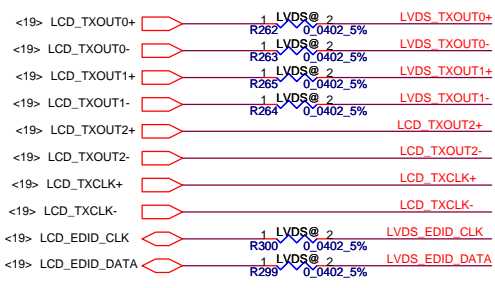 <19> LCD_TXOUT0+ 1 LVDS@ 2 LVDS_TXOUT0+
R262 0_0402_5%
<19> LCD_TXOUT0- 1 LVDS@ 2 LVDS_TXOUT0-
R263 0_0402_5%
<19> LCD_TXOUT1+ 1 LVDS@ 2 LVDS_TXOUT1+
R265 0_0402_5%
<19> LCD_TXOUT1- 1 LVDS@ 2 LVDS_TXOUT1-
R264 0_0402_5%
<19> LCD_TXOUT2+ LCD_TXOUT2+
<19> LCD_TXOUT2- LCD_TXOUT2-
<19> LCD_TXCLK+ LCD_TXCLK+
<19> LCD_TXCLK- LCD_TXCLK-
<19> LCD_EDID_CLK 1 LVDS@ 2 LVDS_EDID_CLK
R300 0_0402_5%
<19> LCD_EDID_DATA 1 LVDS@ 2 LVDS_EDID_DATA
R299 0_0402_5%